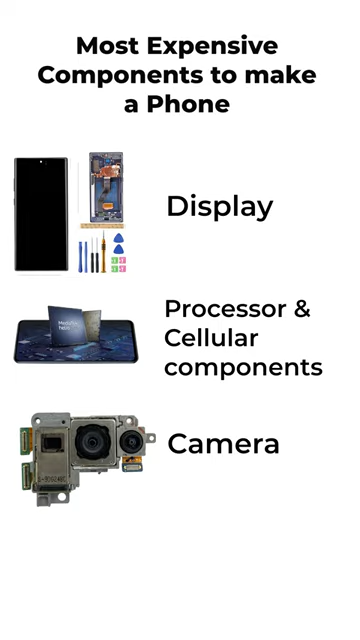 Most Expensive
Components to make
a Phone
Display
Processor &
Cellular
components
Camera